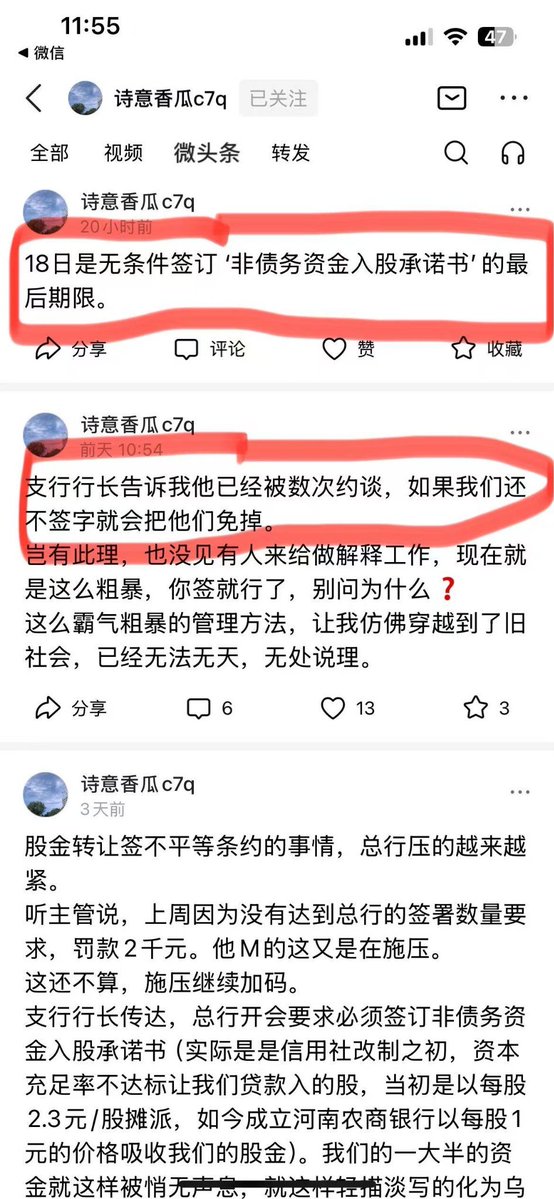 11:55
47
微信
诗意香瓜c7q 已关注
全部 视频 微头条 转发
诗意香瓜c7q
20小时前
18日是无条件签订 ‘非债务资金入股承诺书’ 的最
后期限。
分享 评论 赞 收藏
诗意香瓜c7q
前天 10:54
支行行长告诉我他已经被数次约谈，如果我们还
不签字就会把他们免掉。
岂有此理，也没见有人来给做解释工作，现在就
是这么粗暴，你签就行了，别问为什么❓
这么霸气粗暴的管理方法，让我仿佛穿越到了旧
社会，已经无法无天，无处说理。
分享 6 13 3
诗意香瓜c7q
3天前
股金转让签不平等条约的事情，总行压的越来越
紧。
听主管说，上周因为没有达到总行的签署数量要
求，罚款2千元。他M的这又是在施压。
这还不算，施压继续加码。
支行行长传达，总行开会要求必须签订非债务资
金入股承诺书（实际是是信用社改制之初，资本
充足率不达标让我们贷款入的股，当初是以每股
2.3元/股摊派，如今成立河南农商银行以每股1
元的价格吸收我们的股金）。我们的一大半的资
金就这样被悄无声息，就这样轻描淡写的化为乌